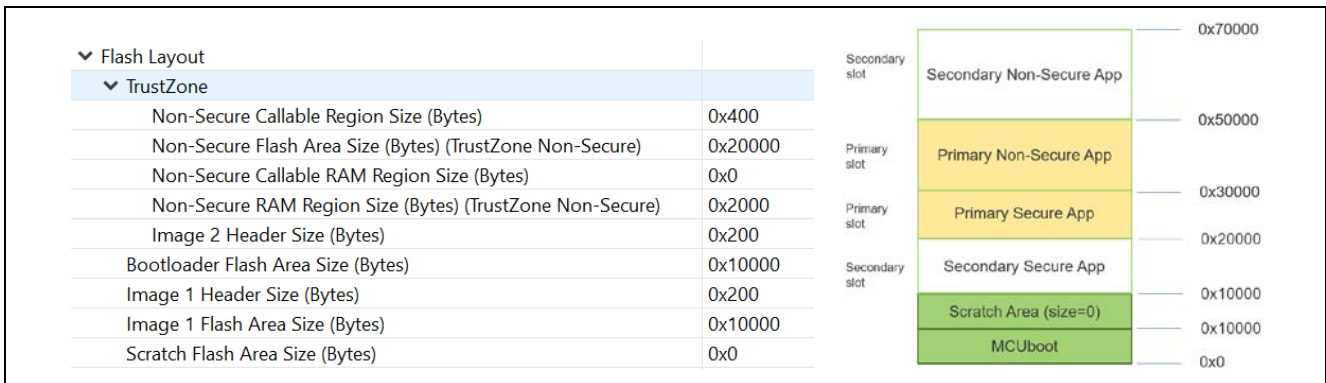 Flash Layout
TrustZone
Non-Secure Callable Region Size (Bytes) 0x400
Non-Secure Flash Area Size (Bytes) (TrustZone Non-Secure) 0x20000
Non-Secure Callable RAM Region Size (Bytes) 0x0
Non-Secure RAM Region Size (Bytes) (TrustZone Non-Secure) 0x2000
Image 2 Header Size (Bytes) 0x200
Bootloader Flash Area Size (Bytes) 0x10000
Image 1 Header Size (Bytes) 0x200
Image 1 Flash Area Size (Bytes) 0x10000
Scratch Flash Area Size (Bytes) 0x0
0x70000
Secondary
slot
Secondary Non-Secure App
0x50000
Primary
slot
Primary Non-Secure App
0x30000
Primary
slot
Primary Secure App
0x20000
Secondary
slot
Secondary Secure App
0x10000
Scratch Area (size=0)
0x10000
MCUboot
0x0